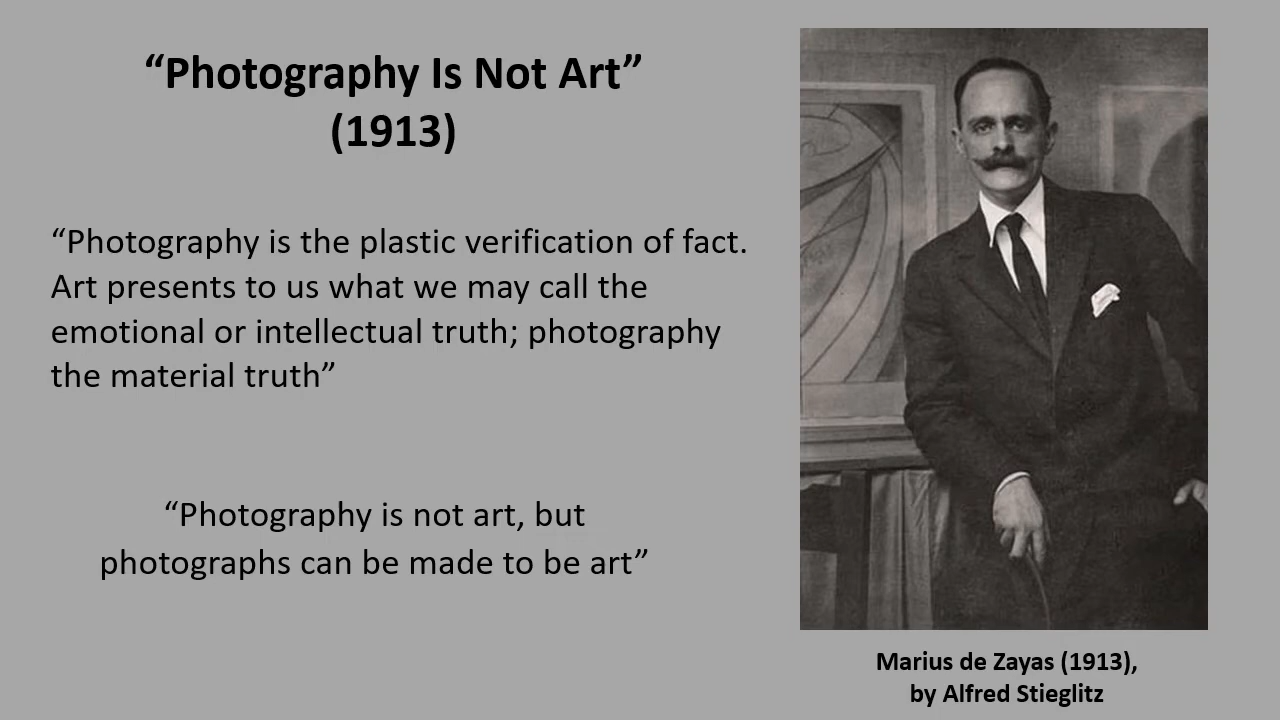 “Photography Is Not Art”
(1913)
“Photography is the plastic verification of fact.
Art presents to us what we may call the
emotional or intellectual truth; photography
the material truth”
“Photography is not art, but
photographs can be made to be art”
Marius de Zayas (1913),
by Alfred Stieglitz